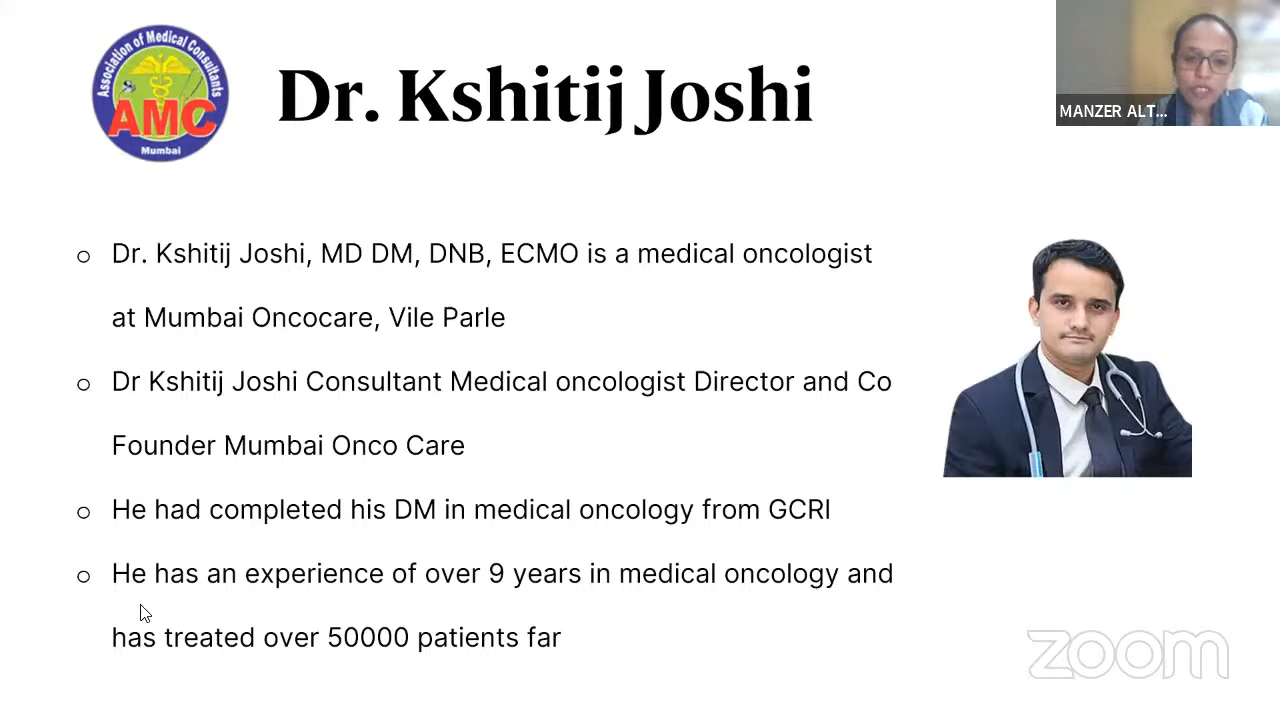 Association of Medical Consultants
AMC
Mumbai
Dr. Kshitij Joshi
MANZER ALT...
o Dr. Kshitij Joshi, MD DM, DNB, ECMO is a medical oncologist
at Mumbai Oncocare, Vile Parle
o Dr Kshitij Joshi Consultant Medical oncologist Director and Co
Founder Mumbai Onco Care
o He had completed his DM in medical oncology from GCRI
o He has an experience of over 9 years in medical oncology and
has treated over 50000 patients far
zoom